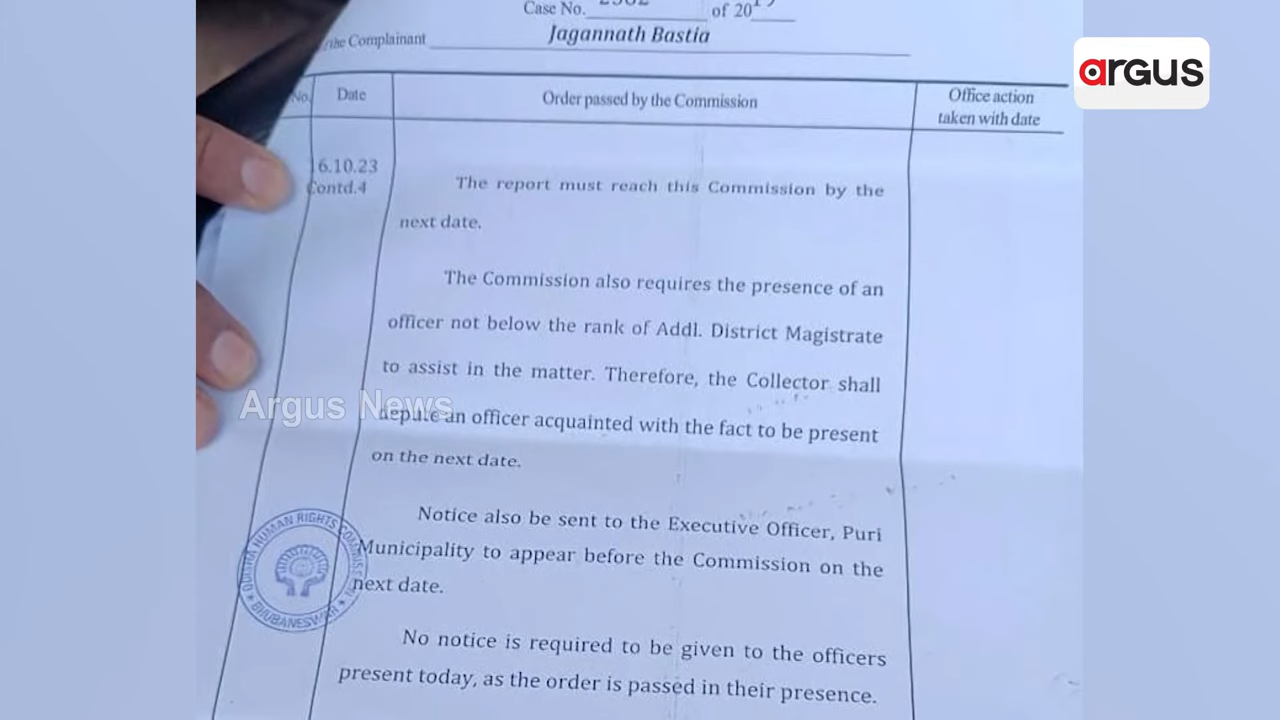 Case No. of 20
the Complainant Jagannath Bastia
argus
No. Date Order passed by the Commission Office action
taken with date
16.10.23
Contd.4
The report must reach this Commission by the
next date.
The Commission also requires the presence of an
officer not below the rank of Addl. District Magistrate
to assist in the matter. Therefore, the Collector shall
Argus News
depute an officer acquainted with the fact to be present
on the next date.
Notice also be sent to the Executive Officer, Puri
Municipality to appear before the Commission on the
next date.
ODISHA HUMAN RIGHTS COMMISSION
★ BHUBANESWAR ★
No notice is required to be given to the officers
present today, as the order is passed in their presence.